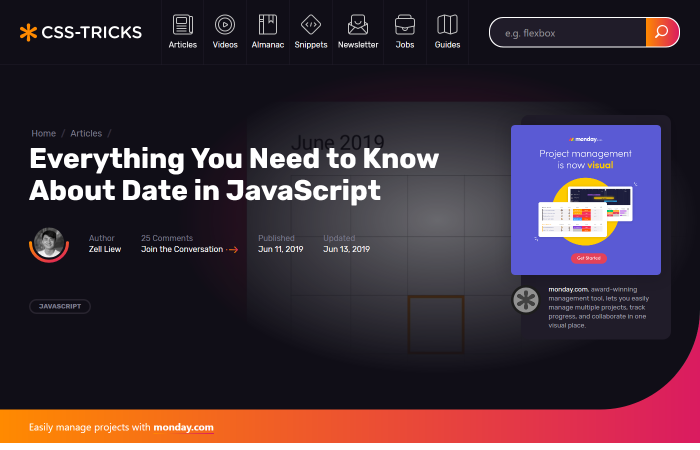 CSS-TRICKS
Articles
Videos
Almanac
Snippets
Newsletter
Jobs
Guides
e.g. flexbox
Home / Articles /
June 2019
Everything You Need to Know
About Date in JavaScript
Author
Zell Liew
25 Comments
Join the Conversation
Published
Jun 11, 2019
Updated
Jun 13, 2019
JAVASCRIPT
monday.com
Project management
is now visual
Get Started
monday.com, award-winning
management tool, lets you easily
manage multiple projects, track
progress, and collaborate in one
visual place.
Easily manage projects with monday.com